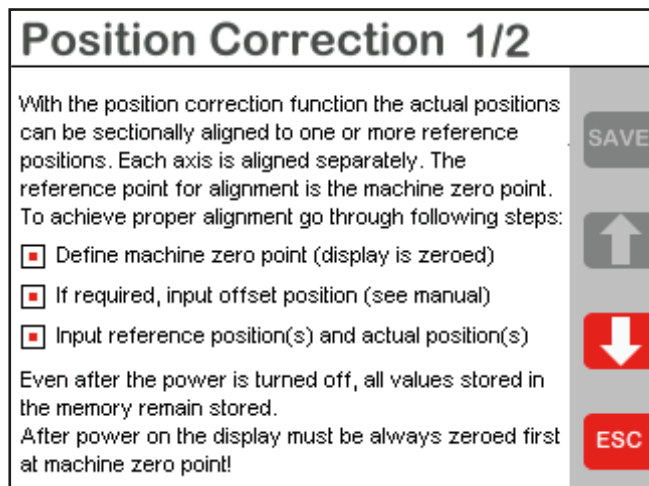 Position Correction 1/2
With the position correction function the actual positions
can be sectionally aligned to one or more reference
positions. Each axis is aligned separately. The
reference point for alignment is the machine zero point.
To achieve proper alignment go through following steps:
Define machine zero point (display is zeroed)
If required, input offset position (see manual)
Input reference position(s) and actual position(s)
Even after the power is turned off, all values stored in
the memory remain stored.
After power on the display must be always zeroed first
at machine zero point!
SAVE
ESC